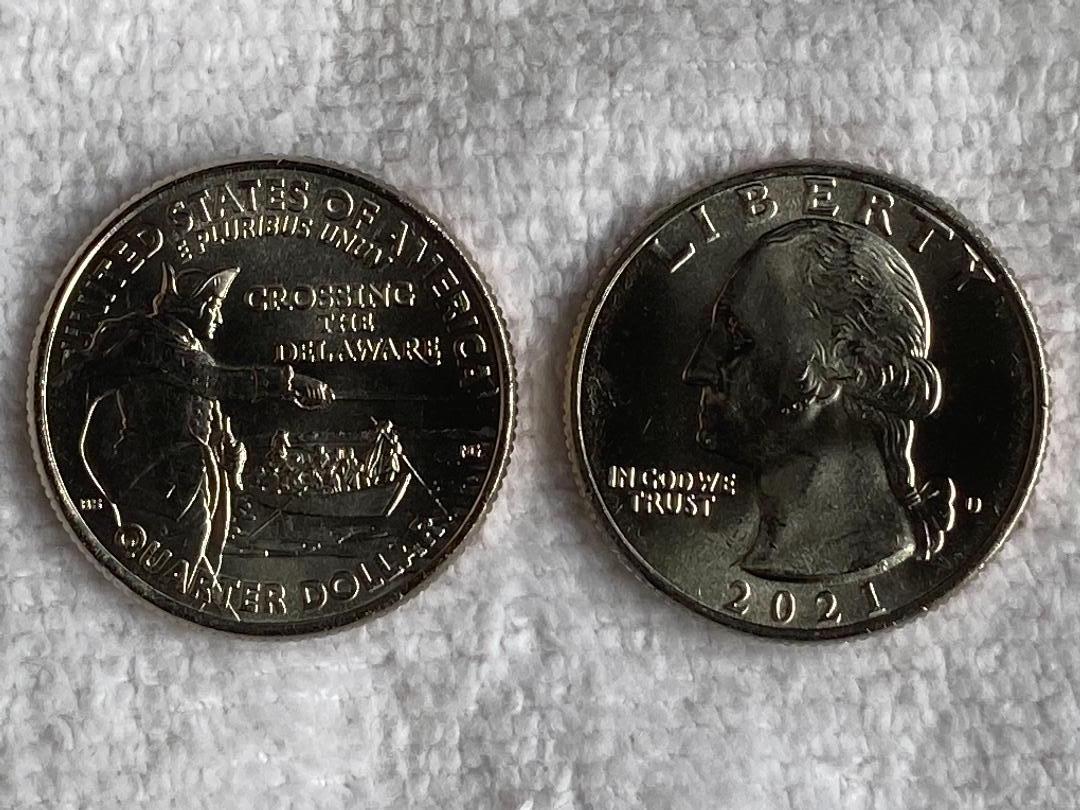 UNITED STATES OF AMERICA
E PLURIBUS UNUM
CROSSING
THE
DELAWARE
QUARTER DOLLAR
LIBERTY
IN GOD WE
TRUST
D
2021